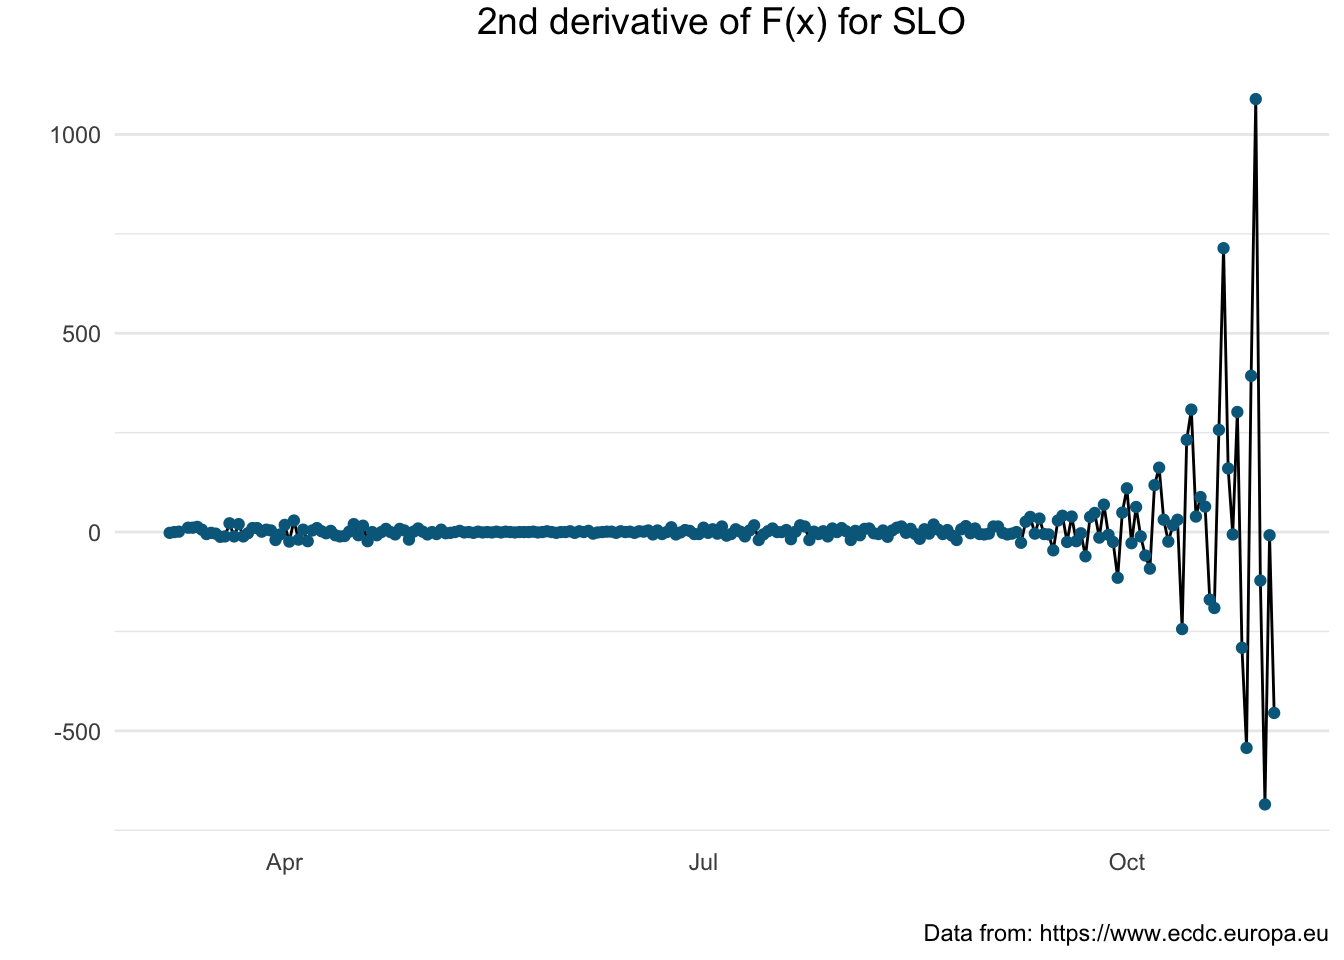 2nd derivative of F(x) for SLO
1000
500
0
-500
Apr Jul Oct
Data from: https://www.ecdc.europa.eu